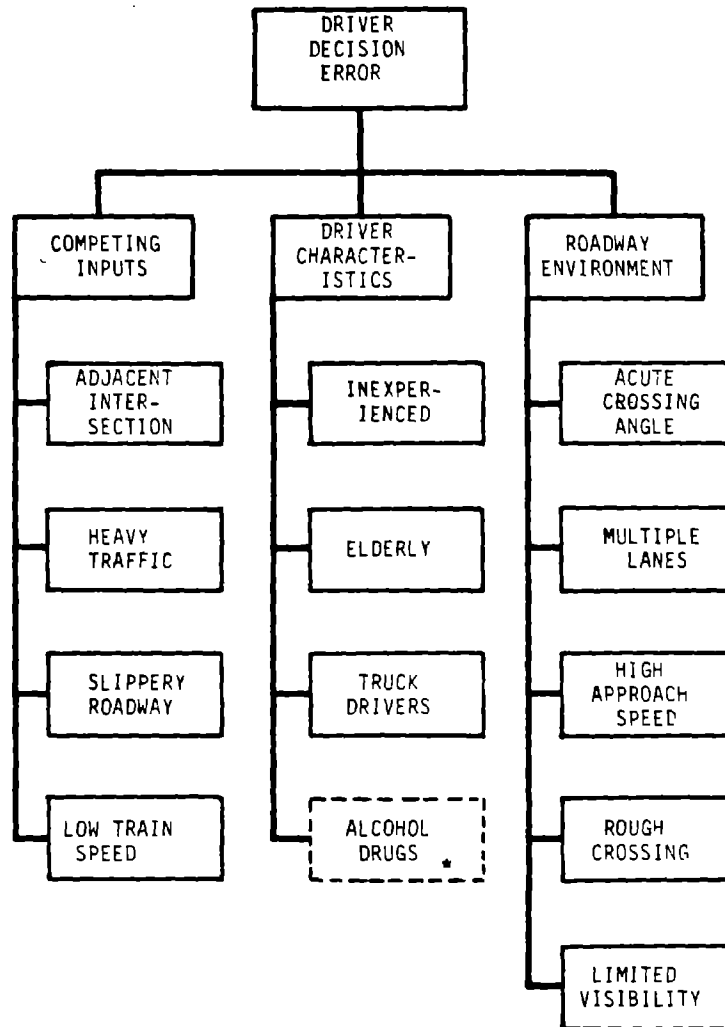 DRIVER
DECISION
ERROR
COMPETING
INPUTS
DRIVER
CHARACTER-
ISTICS
ROADWAY
ENVIRONMENT
ADJACENT
INTER-
SECTION
INEXPER-
IENCED
ACUTE
CROSSING
ANGLE
HEAVY
TRAFFIC
ELDERLY
MULTIPLE
LANES
SLIPPERY
ROADWAY
TRUCK
DRIVERS
HIGH
APPROACH
SPEED
LOW TRAIN
SPEED
ALCOHOL
DRUGS *
ROUGH
CROSSING
LIMITED
VISIBILITY